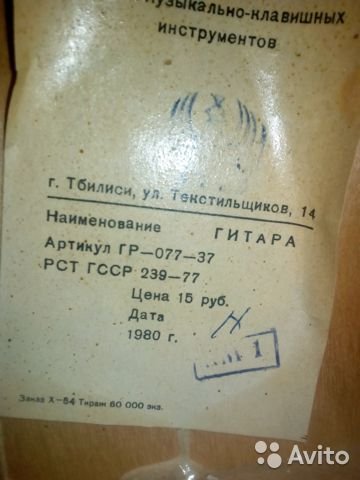 музыкально-клавишных
инструментов
г. Тбилиси, ул. Текстильщиков, 14
Наименование ГИТАРА
Артикул ГР—077—37
РСТ ГССР 239—77
Цена 15 руб.
Дата
1980 г.
Заказ X—84 Тираж 60 000 экз.
Avito